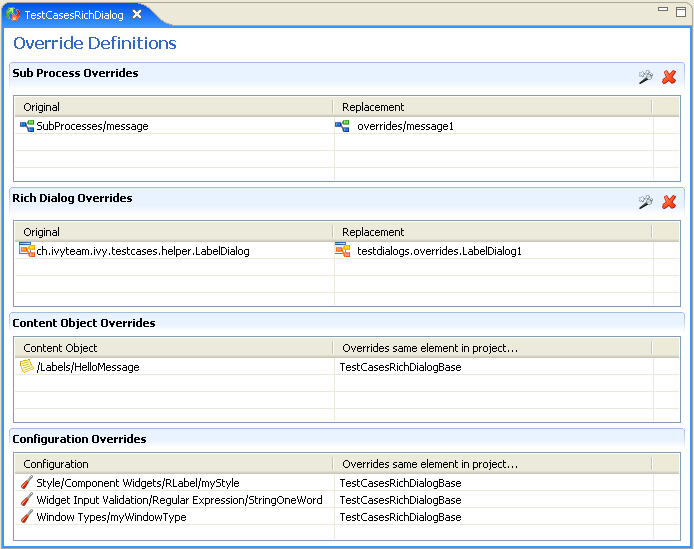 TestCasesRichDialog
Override Definitions
Sub Process Overrides
Original Replacement
SubProcesses/message overrides/message1
Rich Dialog Overrides
Original Replacement
ch.ivyteam.ivy.testcases.helper.LabelDialog testdialogs.overrides.LabelDialog1
Content Object Overrides
Content Object Overrides same element in project...
/Labels/HelloMessage TestCasesRichDialogBase
Configuration Overrides
Configuration Overrides same element in project...
Style/Component Widgets/RLabel/myStyle TestCasesRichDialogBase
Widget Input Validation/Regular Expression/StringOneWord TestCasesRichDialogBase
Window Types/myWindowType TestCasesRichDialogBase